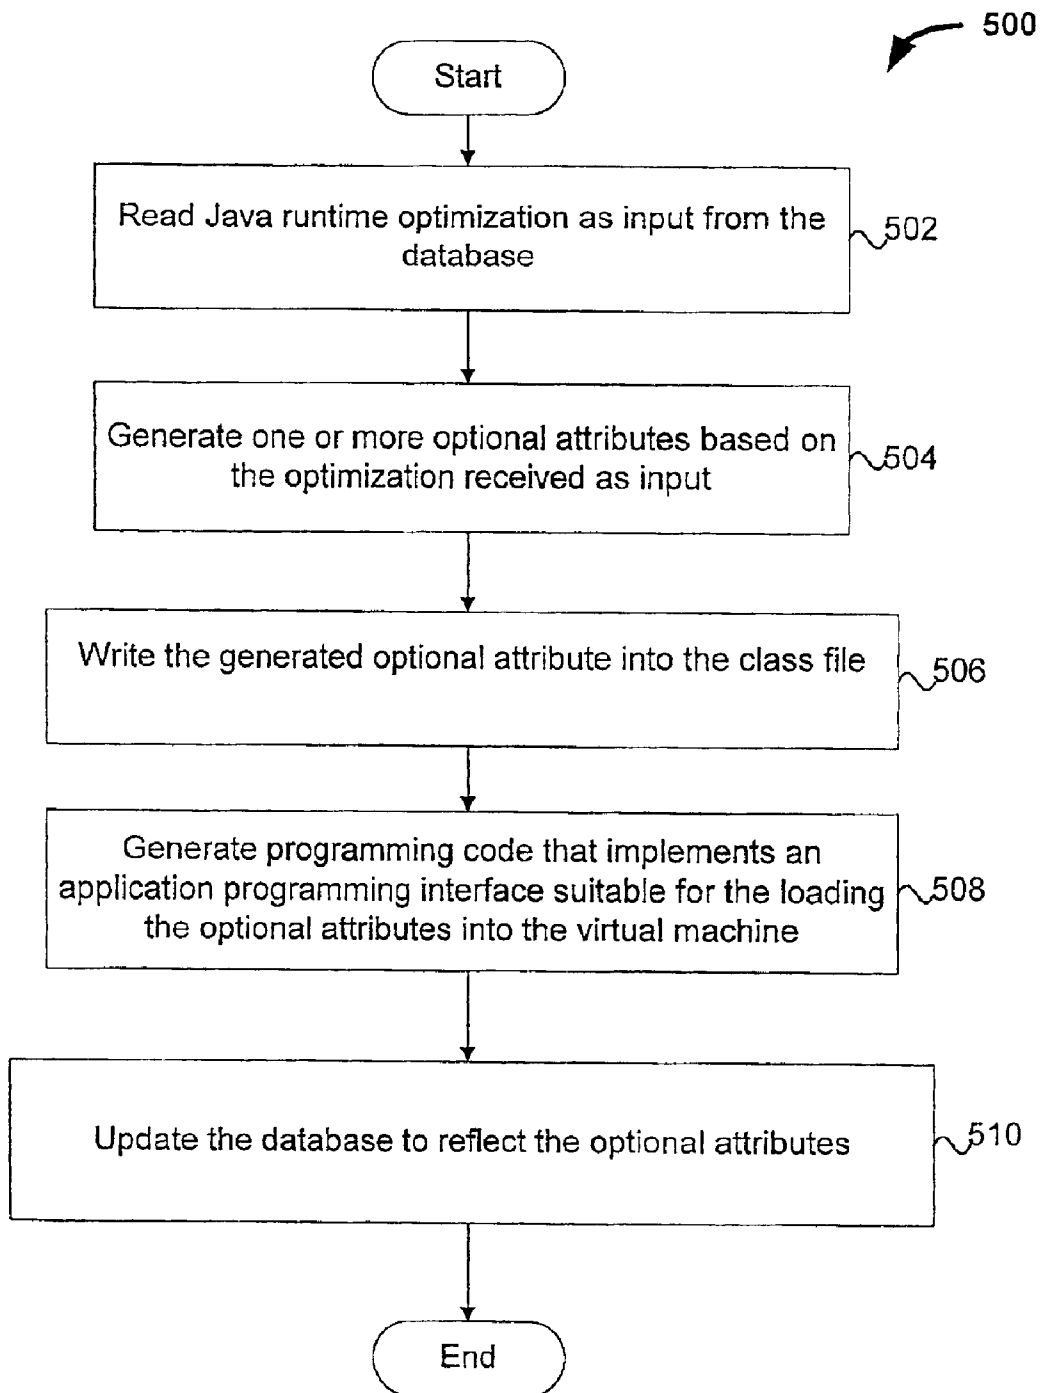 500
Start
Read Java runtime optimization as input from the
database
502
Generate one or more optional attributes based on
the optimization received as input
504
Write the generated optional attribute into the class file
506
Generate programming code that implements an
application programming interface suitable for the loading
the optional attributes into the virtual machine
508
Update the database to reflect the optional attributes
510
End